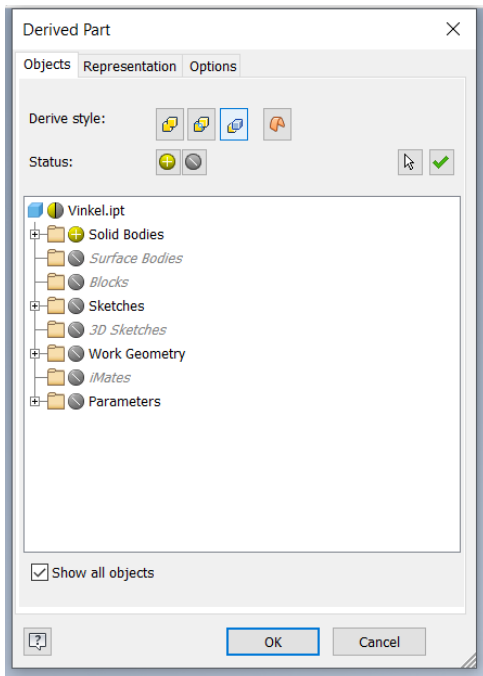 Derived Part
Objects Representation Options
Derive style:
Status:
Vinkel.ipt
Solid Bodies
Surface Bodies
Blocks
Sketches
3D Sketches
Work Geometry
iMates
Parameters
Show all objects
OK Cancel